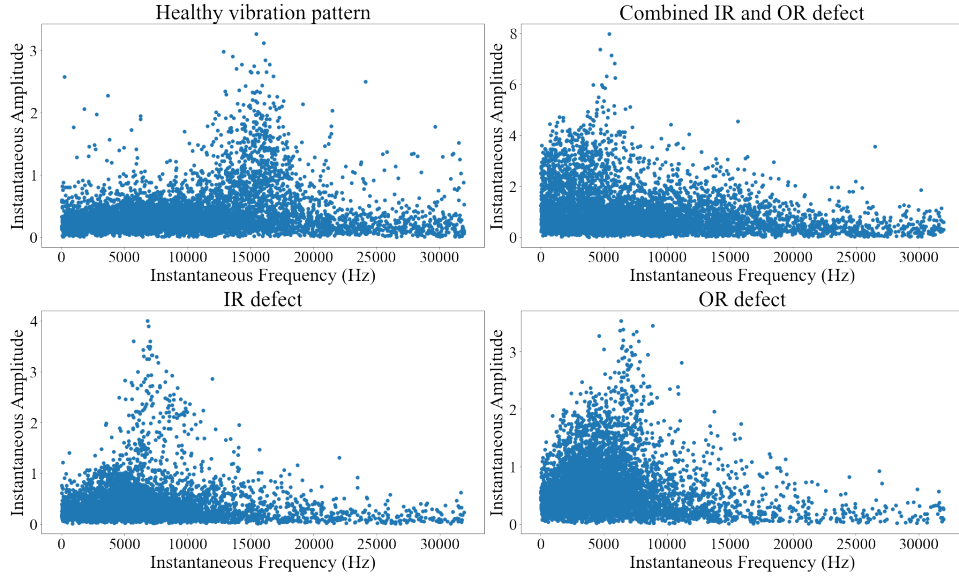 Healthy vibration pattern
Instantaneous Amplitude
3
2
1
0
0 5000 10000 15000 20000 25000 30000
Instantaneous Frequency (Hz)
Combined IR and OR defect
Instantaneous Amplitude
8
6
4
2
0
0 5000 10000 15000 20000 25000 30000
Instantaneous Frequency (Hz)
IR defect
Instantaneous Amplitude
4
3
2
1
0
0 5000 10000 15000 20000 25000 30000
Instantaneous Frequency (Hz)
OR defect
Instantaneous Amplitude
3
2
1
0
0 5000 10000 15000 20000 25000 30000
Instantaneous Frequency (Hz)